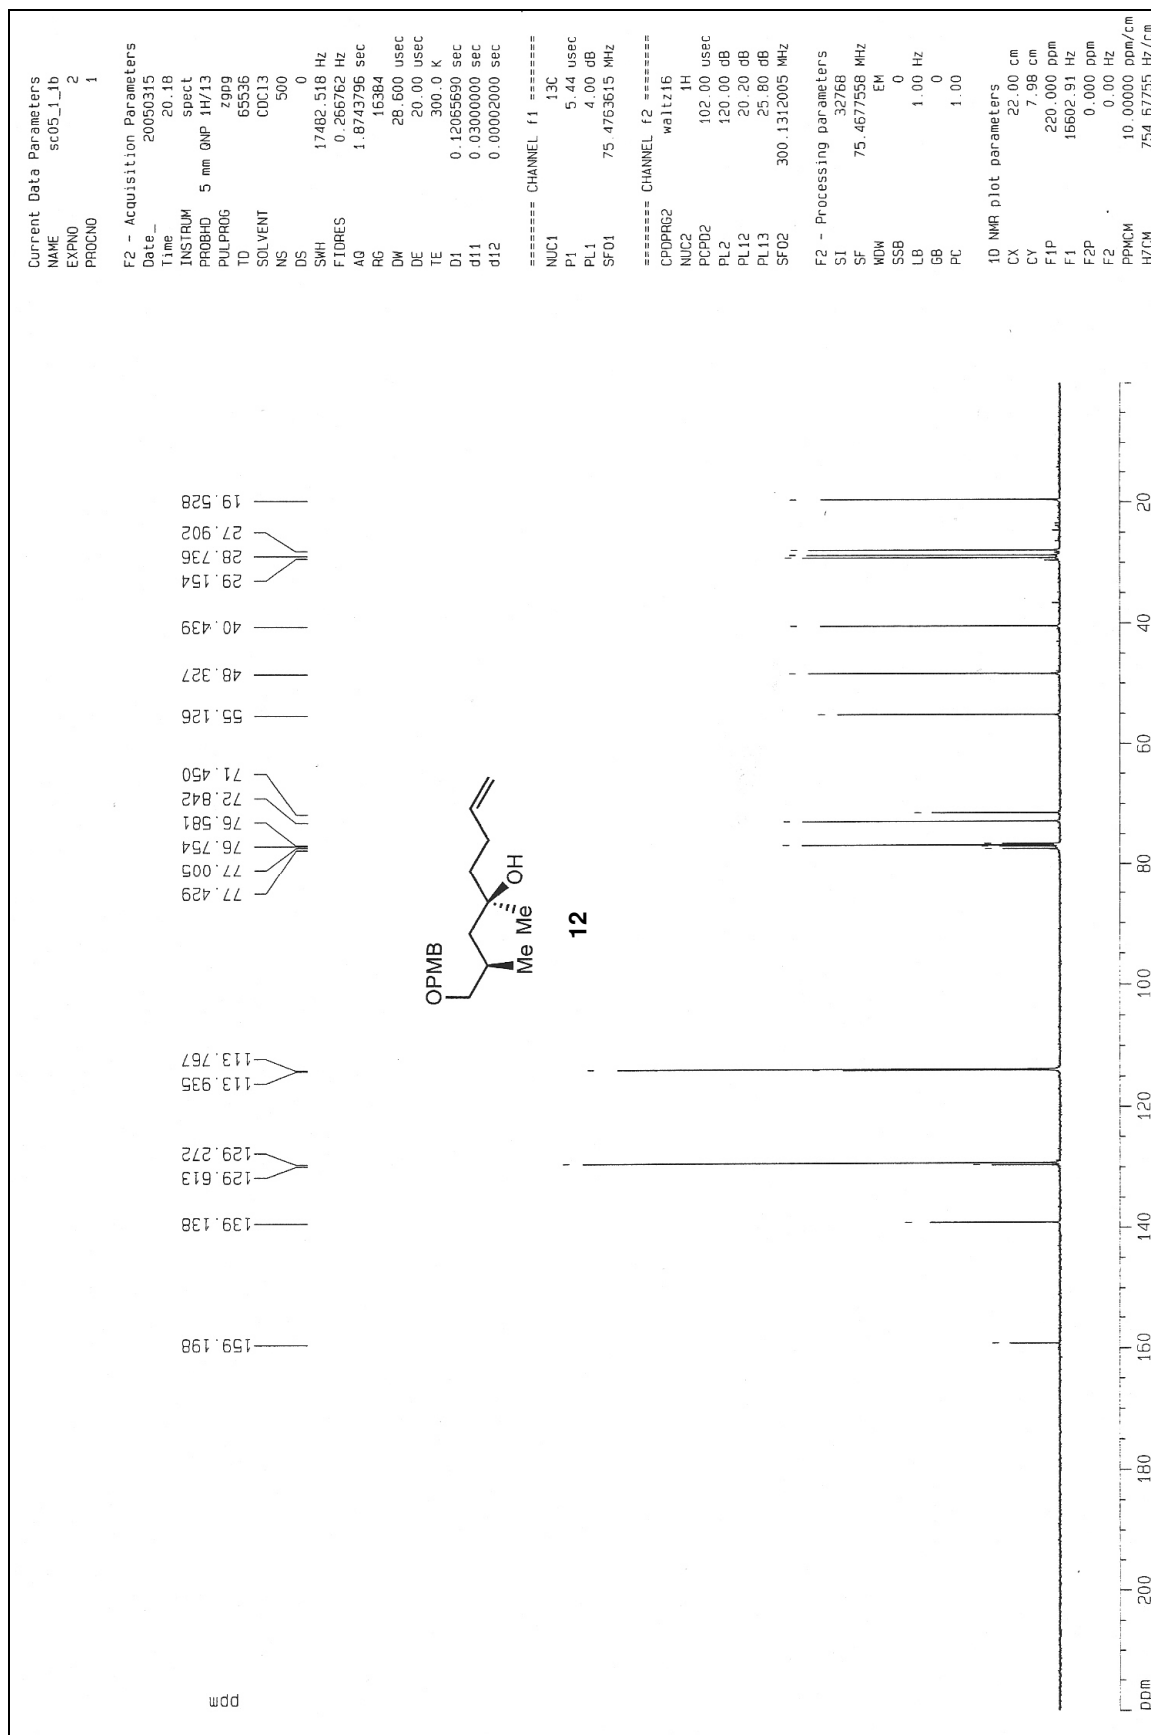 Current Data Parameters
NAME sc05_1_1b
EXPNO 2
PROCNO 1
F2 - Acquisition Parameters
Date_ 20050315
Time 20.18
INSTRUM spect
PROBHD 5 mm QNP 1H/13
PULPROG zgpg
TD 65536
SOLVENT CDCl3
NS 500
DS 0
SWH 17482.518 Hz
FIDRES 0.266762 Hz
AQ 1.8743796 sec
RG 16384
DW 28.600 usec
DE 20.00 usec
TE 300.0 K
D1 0.12065690 sec
d11 0.03000000 sec
d12 0.00002000 sec
======== CHANNEL f1 ========
NUC1 13C
P1 5.44 usec
PL1 4.00 dB
SFO1 75.4763615 MHz
======== CHANNEL f2 ========
CPDPRG2 waltz16
NUC2 1H
PCPD2 102.00 usec
PL2 120.00 dB
PL12 20.20 dB
PL13 25.80 dB
SFO2 300.1312005 MHz
F2 - Processing parameters
SI 32768
SF 75.4677558 MHz
WDW EM
SSB 0
LB 1.00 Hz
GB 0
PC 1.00
1D NMR plot parameters
CX 22.00 cm
CY 7.98 cm
F1P 220.000 ppm
F1 16602.91 Hz
F2P 0.000 ppm
F2 0.00 Hz
PPMCM 10.00000 ppm/cm
HZCM 754.67755 Hz/cm
ppm
159.198
139.138
129.613
129.272
113.935
113.767
77.429
77.005
76.754
76.581
72.842
71.450
55.126
48.327
40.439
29.154
28.736
27.902
19.528
OPMB
OH
Me Me
12
ppm 200 180 160 140 120 100 80 60 40 20